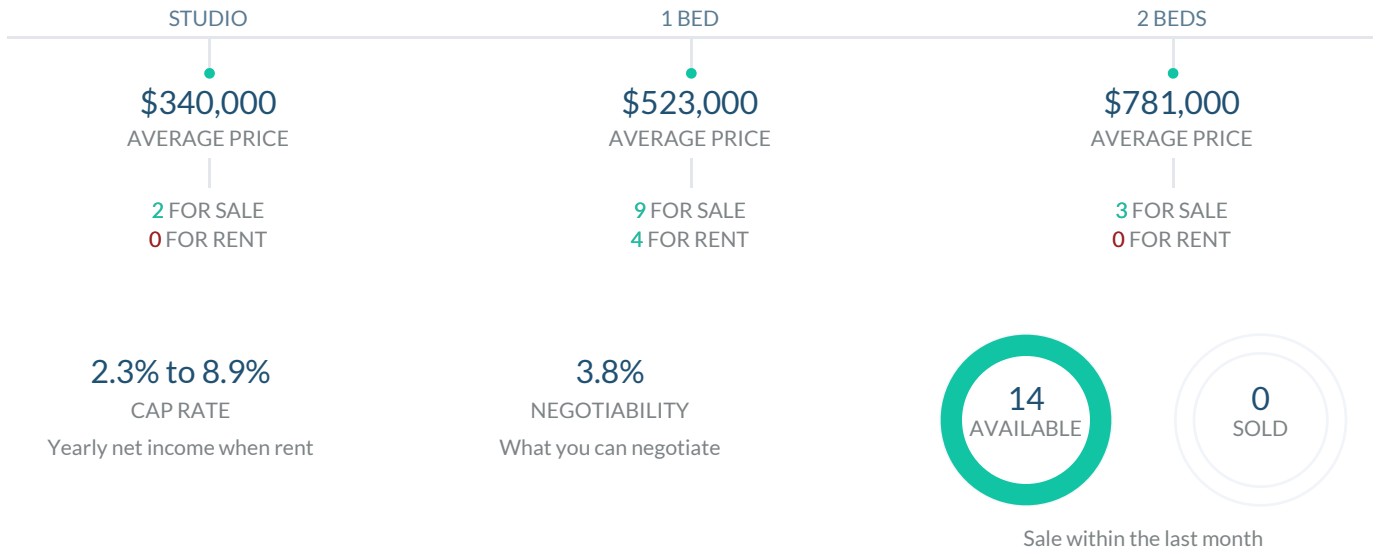 STUDIO
1 BED
2 BEDS
$340,000
AVERAGE PRICE
2 FOR SALE
0 FOR RENT
$523,000
AVERAGE PRICE
9 FOR SALE
4 FOR RENT
$781,000
AVERAGE PRICE
3 FOR SALE
0 FOR RENT
2.3% to 8.9%
CAP RATE
Yearly net income when rent
3.8%
NEGOTIABILITY
What you can negotiate
14
AVAILABLE
0
SOLD
Sale within the last month